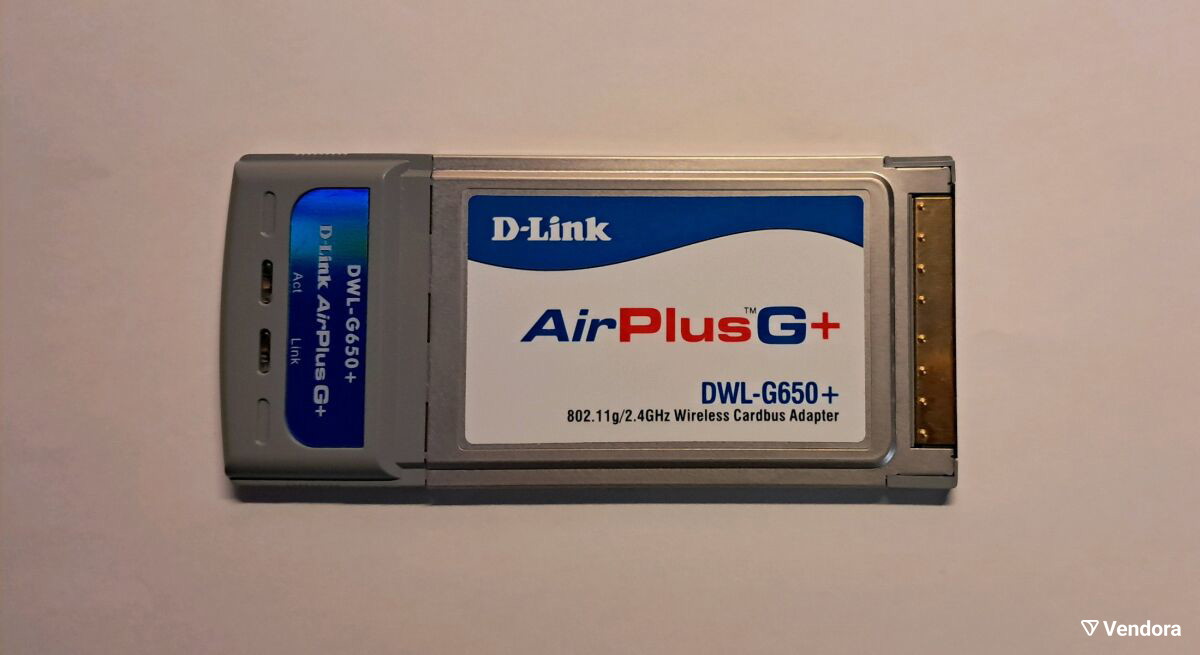 DWL-G650+
D-Link AirPlus G+
Act Link
D-Link
AirPlus™G+
DWL-G650+
802.11g/2.4GHz Wireless Cardbus Adapter
Vendora